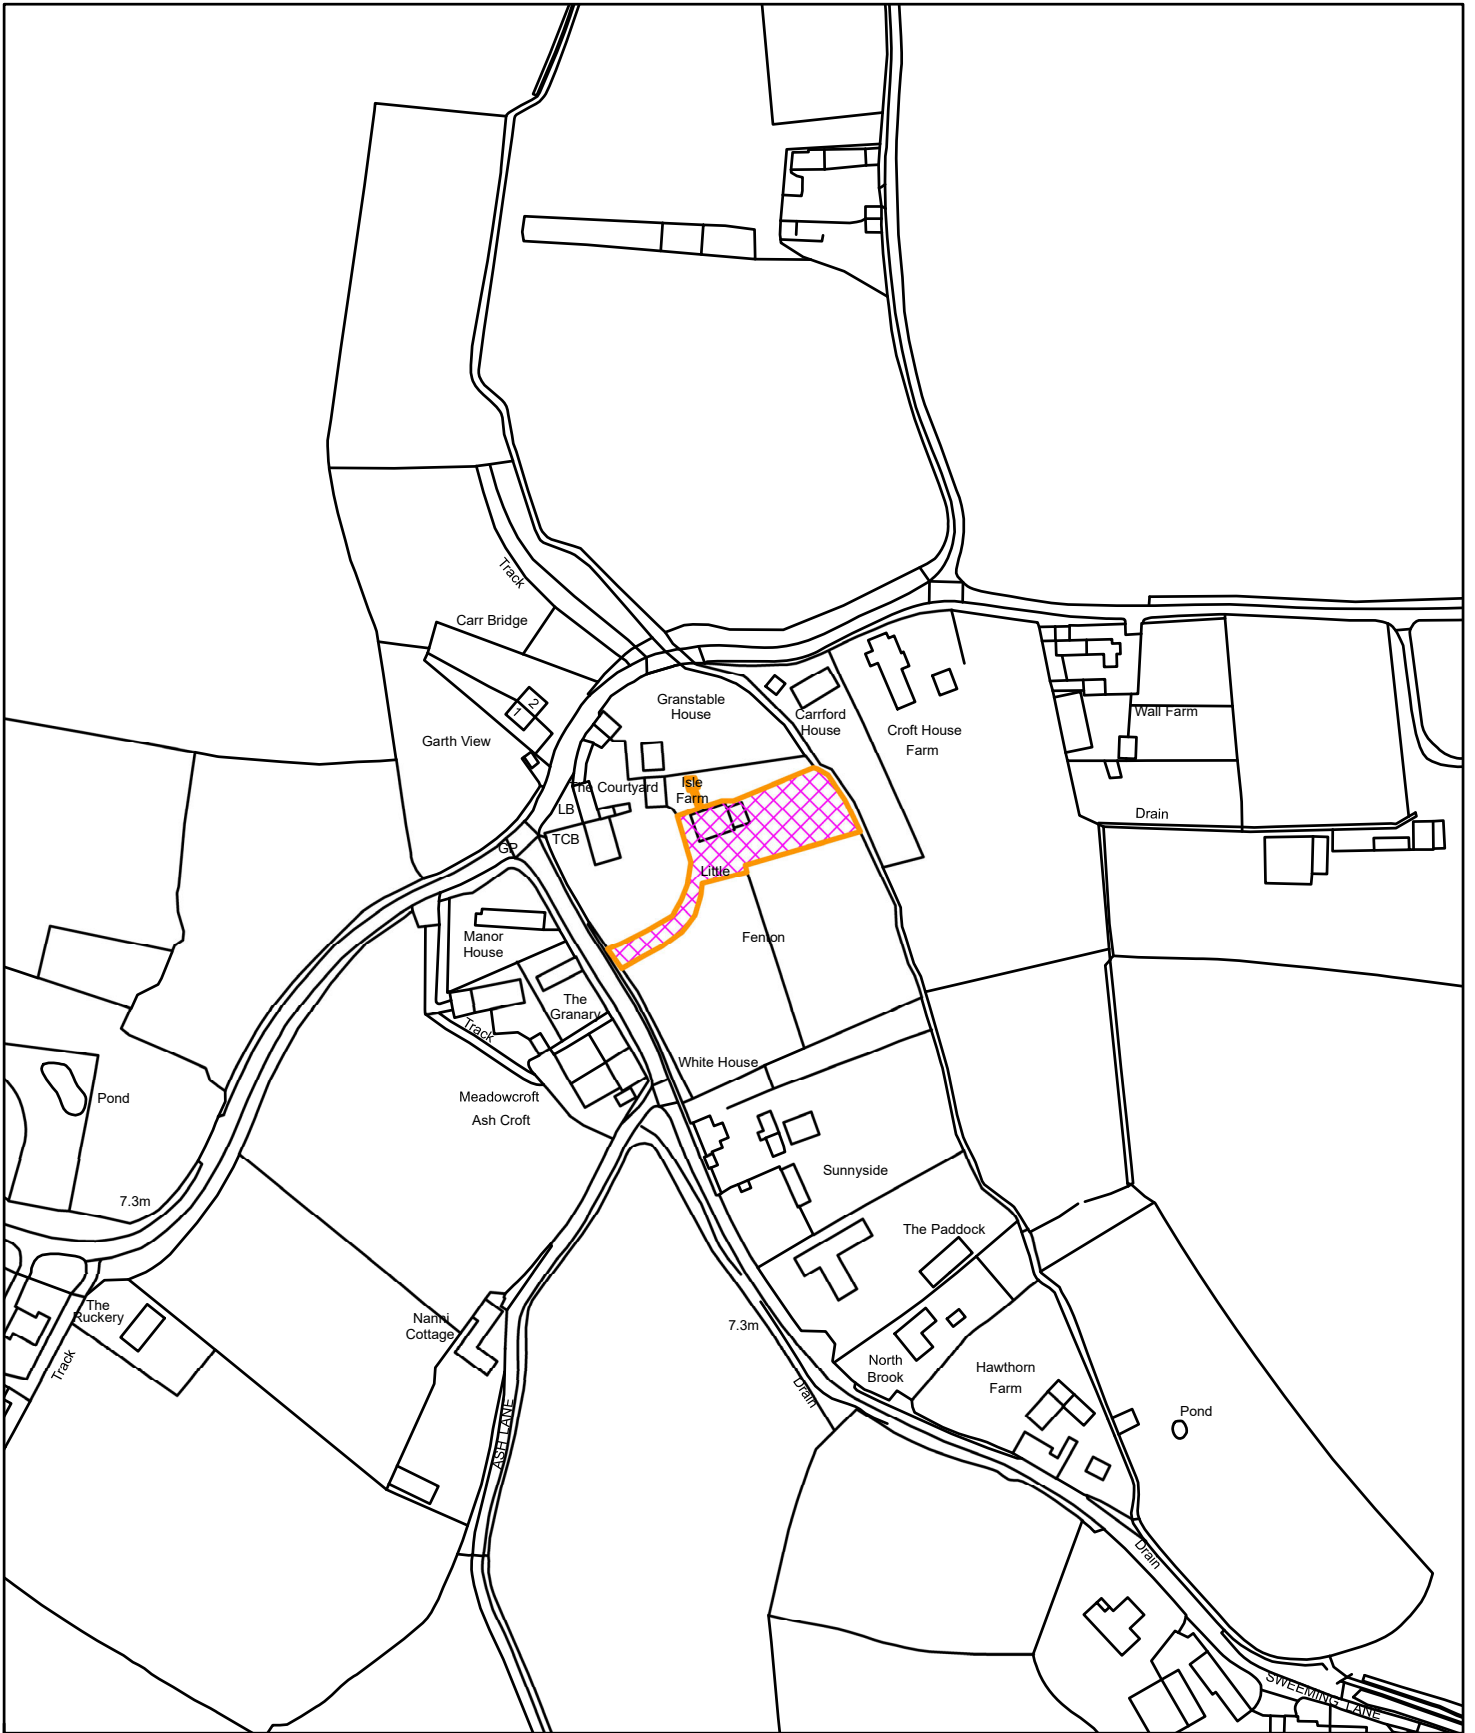 Track
Carr Bridge
2
1
Garth View
Granstable
House
Carrford
House
Croft House
Farm
Wall Farm
Isle
Farm
The Courtyard
LB
TCB
GP
Drain
Little
Fenton
Manor
House
The
Granary
Track
White House
Meadowcroft
Ash Croft
Pond
7.3m
Sunnyside
The Paddock
The
Ruckery
Track
Nanni
Cottage
7.3m
North
Brook
Hawthorn
Farm
Drain
Pond
ASH LANE
Drain
SWEEMING LANE